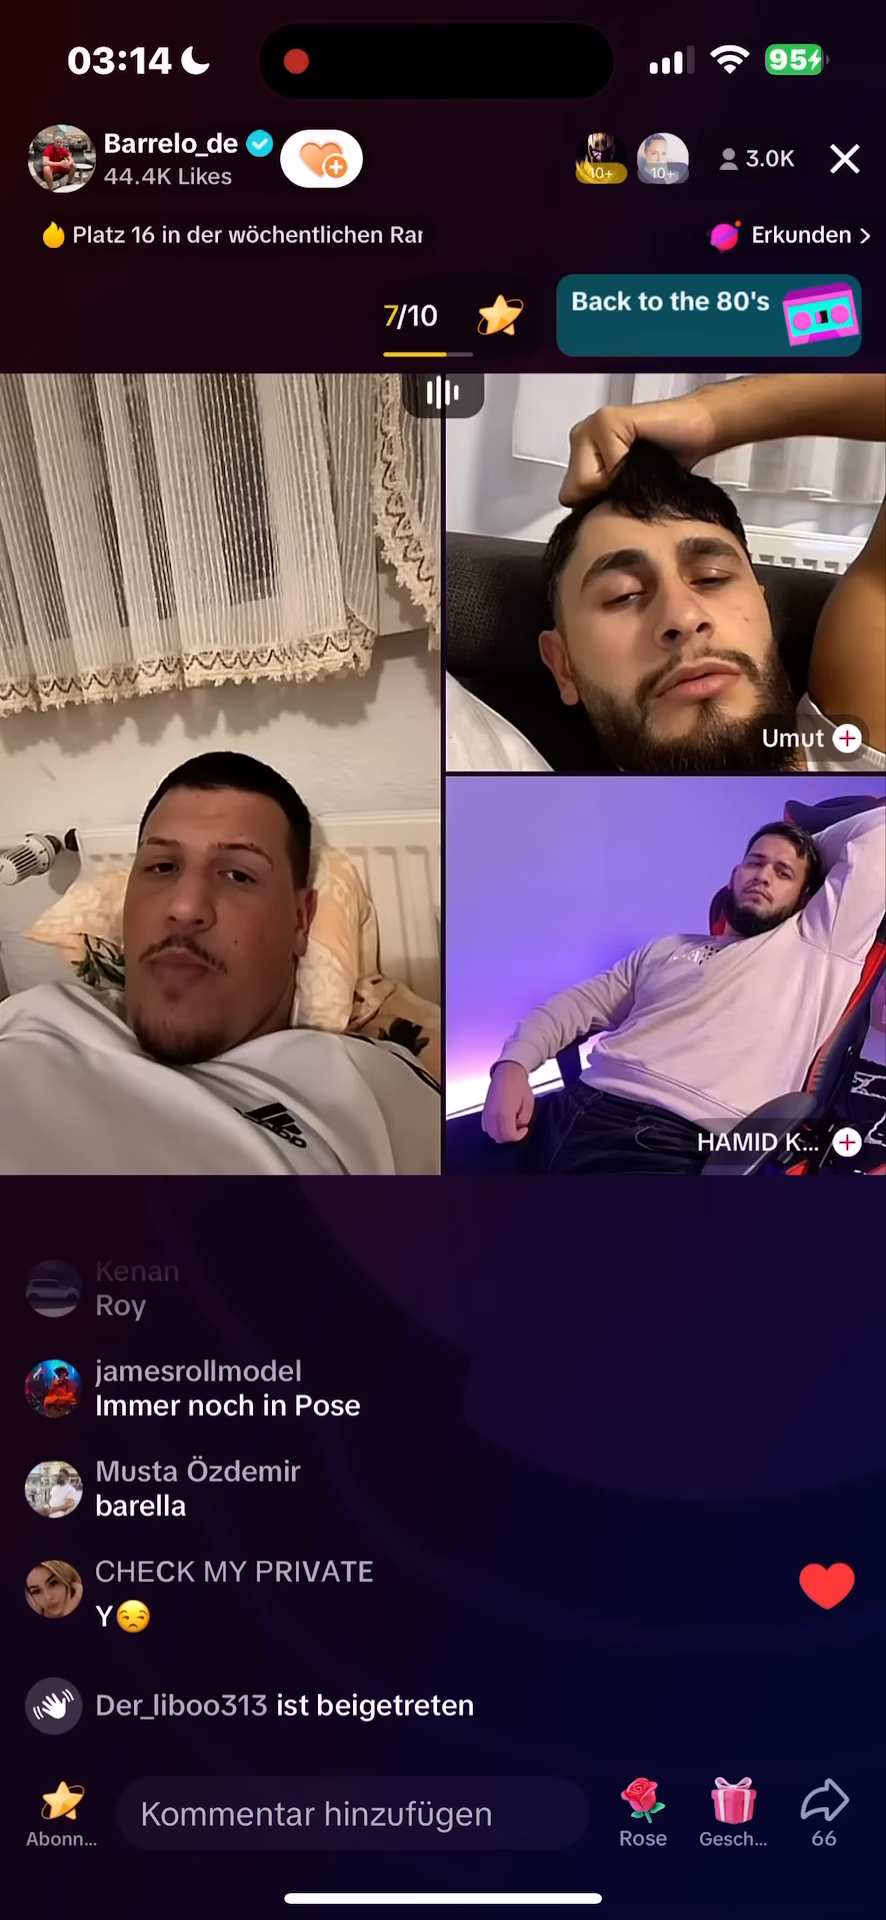 03:14
95
Barrelo_de
44.4K Likes
10+
10+
3.0K
Platz 16 in der wöchentlichen Rar
Erkunden >
7/10
Back to the 80's
Umut
HAMID K...
Kenan
Roy
jamesrollmodel
Immer noch in Pose
Musta Özdemir
barella
CHECK MY PRIVATE
Y😒
Der_liboo313 ist beigetreten
Kommentar hinzufügen
Abonn...
Rose
Gesch...
66